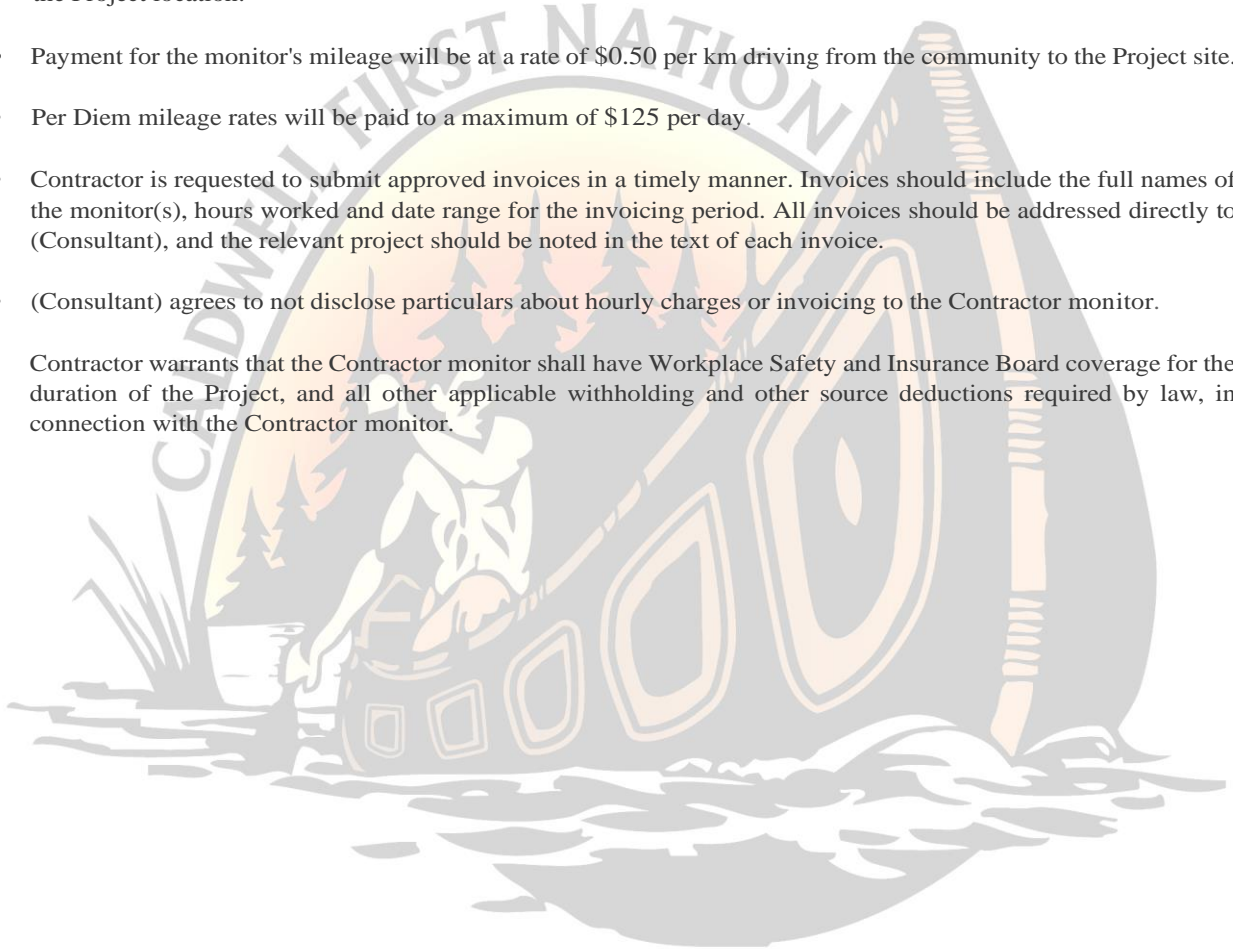 the Project location.
Payment for the monitor's mileage will be at a rate of $0.50 per km driving from the community to the Project site.
Per Diem mileage rates will be paid to a maximum of $125 per day.
Contractor is requested to submit approved invoices in a timely manner. Invoices should include the full names of
the monitor(s), hours worked and date range for the invoicing period. All invoices should be addressed directly to
(Consultant), and the relevant project should be noted in the text of each invoice.
(Consultant) agrees to not disclose particulars about hourly charges or invoicing to the Contractor monitor.
Contractor warrants that the Contractor monitor shall have Workplace Safety and Insurance Board coverage for the
duration of the Project, and all other applicable withholding and other source deductions required by law, in
connection with the Contractor monitor.
CALDWELL FIRST NATION